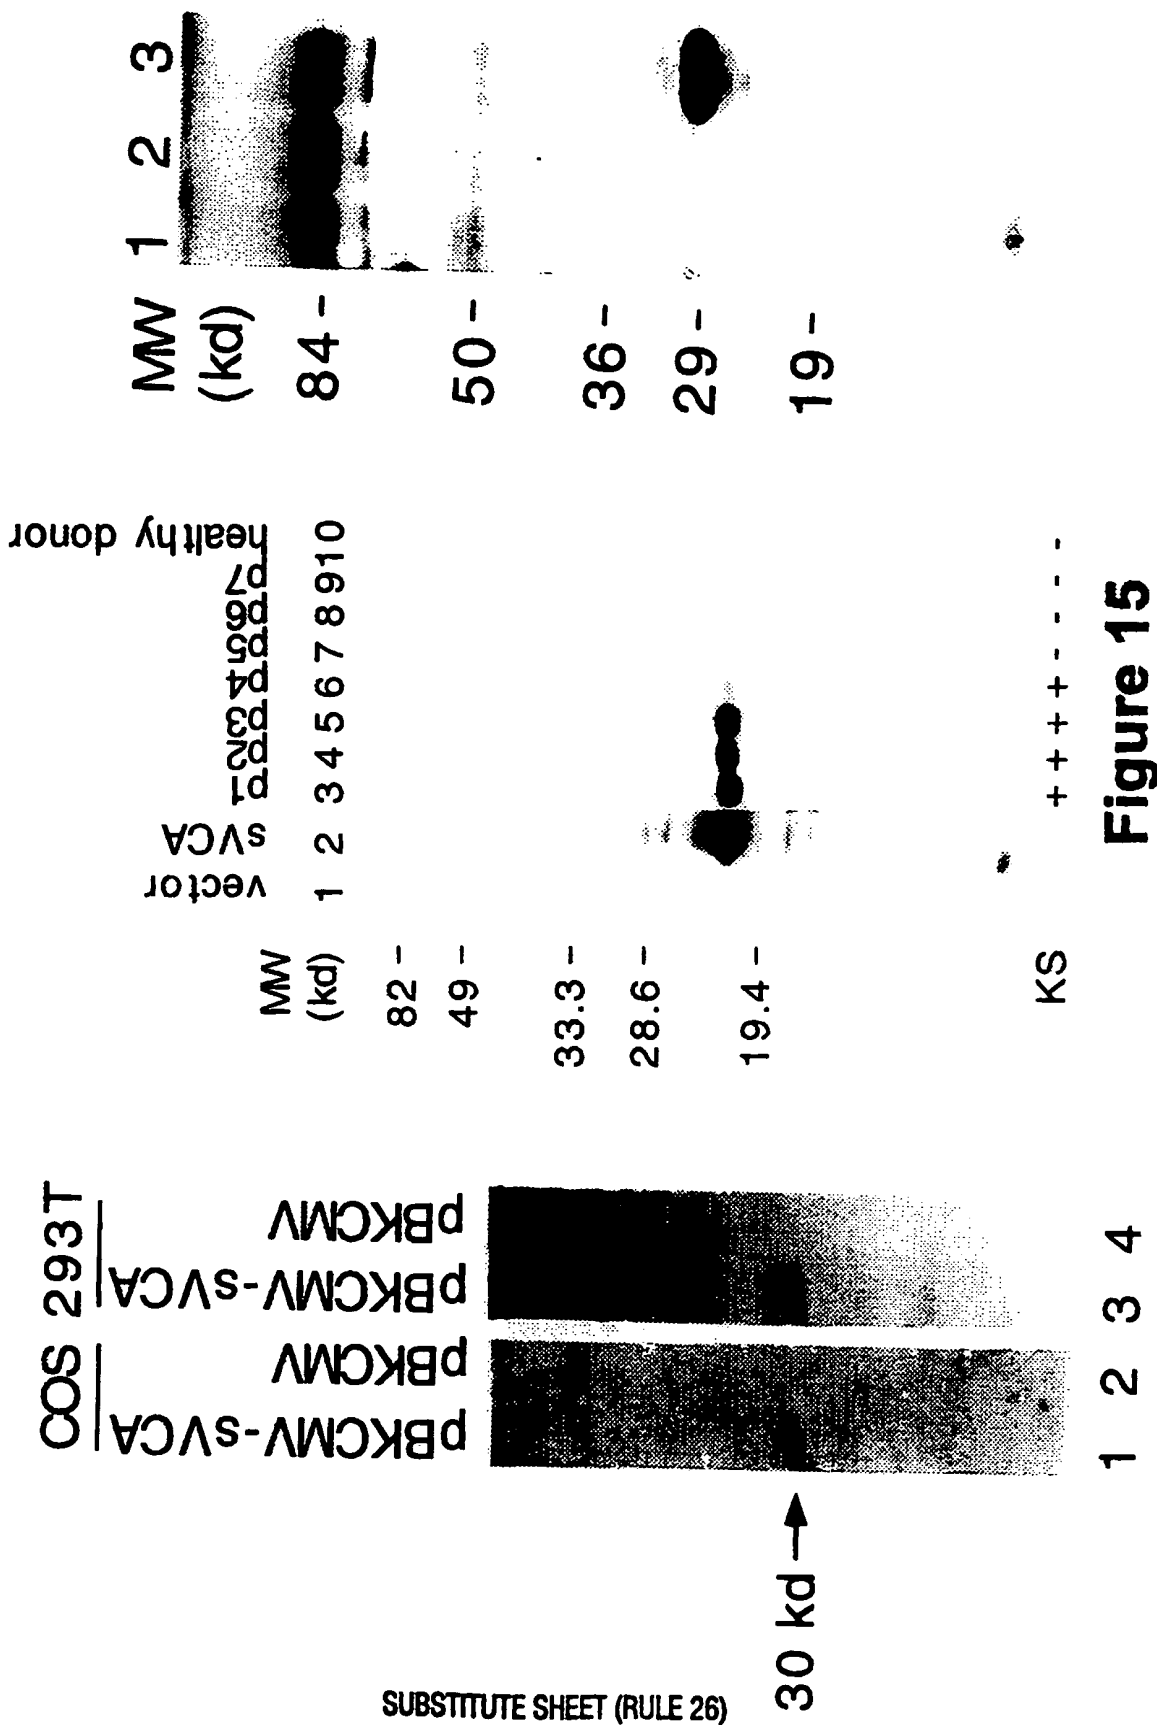 COS 293T
pBKCMV-sVCA
pBKCMV
pBKCMV-sVCA
pBKCMV
30 kd
1 2 3 4
vector
sVCA
p1
p2
p3
p4
p5
p6
p7
healthy donor
MW
(kd)
1 2 3 4 5 6 7 8 9 10
82 -
49 -
33.3 -
28.6 -
19.4 -
KS + + + + - - - -
MW
(kd)
1 2 3
84 -
50 -
36 -
29 -
19 -
Figure 15
SUBSTITUTE SHEET (RULE 26)